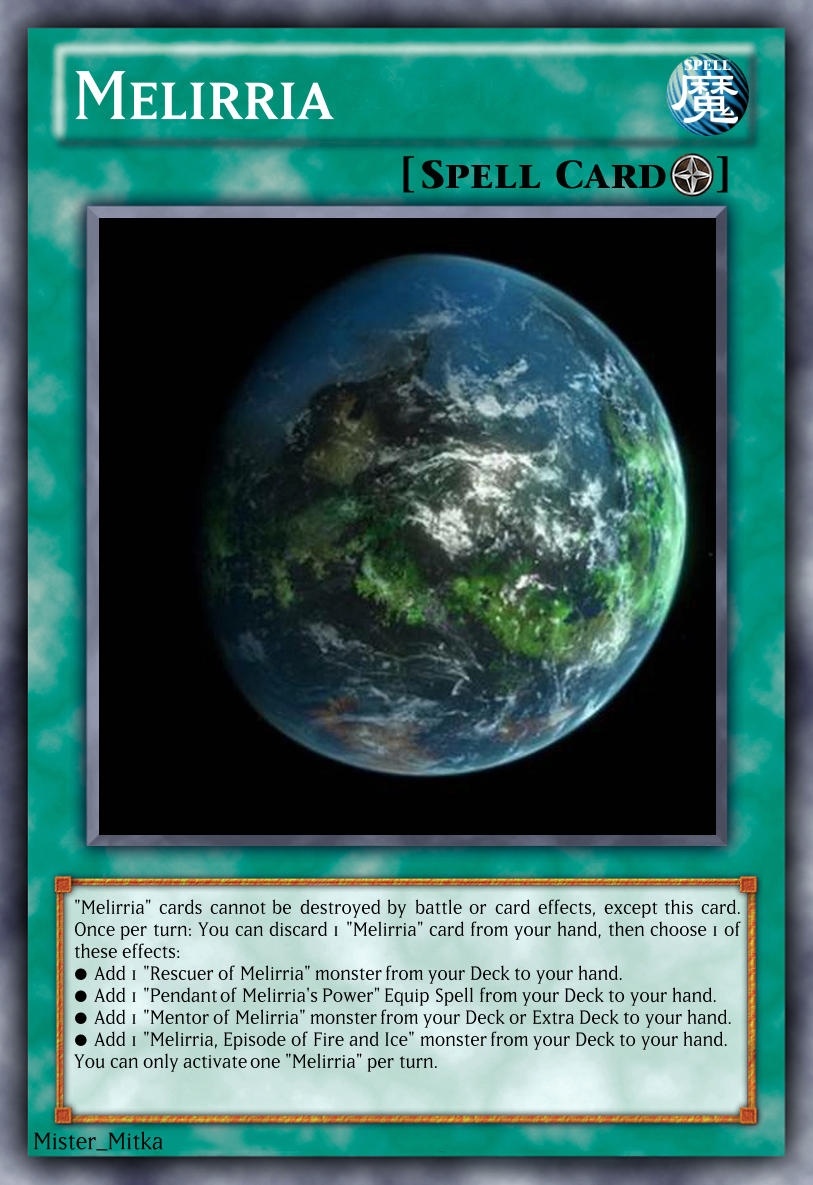 Melirria
SPELL
魔
[Spell Card]
"Melirria" cards cannot be destroyed by battle or card effects, except this card.
Once per turn: You can discard 1 "Melirria" card from your hand, then choose 1 of
these effects:
● Add 1 "Rescuer of Melirria" monster from your Deck to your hand.
● Add 1 "Pendant of Melirria's Power" Equip Spell from your Deck to your hand.
● Add 1 "Mentor of Melirria" monster from your Deck or Extra Deck to your hand.
● Add 1 "Melirria, Episode of Fire and Ice" monster from your Deck to your hand.
You can only activate one "Melirria" per turn.
Mister_Mitka